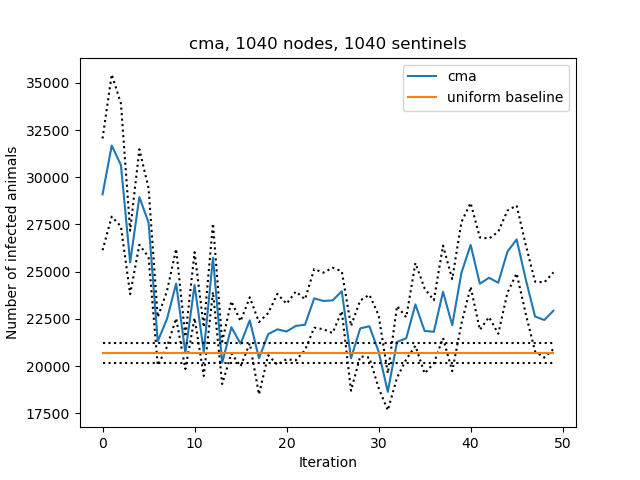 cma, 1040 nodes, 1040 sentinels
cma
uniform baseline
Number of infected animals
35000
32500
30000
27500
25000
22500
20000
17500
0 10 20 30 40 50
Iteration